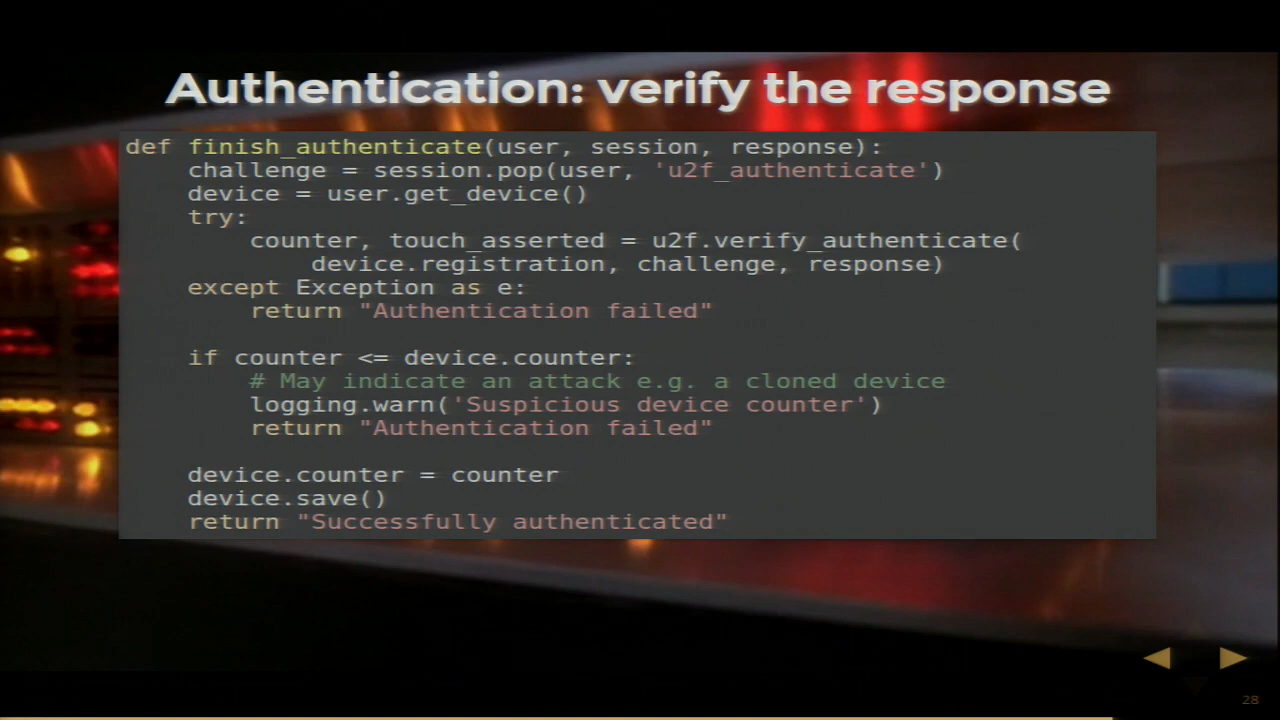 Authentication: verify the response
def finish_authenticate(user, session, response):
    challenge = session.pop(user, 'u2f_authenticate')
    device = user.get_device()
    try:
        counter, touch_asserted = u2f.verify_authenticate(
            device.registration, challenge, response)
    except Exception as e:
        return "Authentication failed"

    if counter <= device.counter:
        # May indicate an attack e.g. a cloned device
        logging.warn('Suspicious device counter')
        return "Authentication failed"

    device.counter = counter
    device.save()
    return "Successfully authenticated"
28